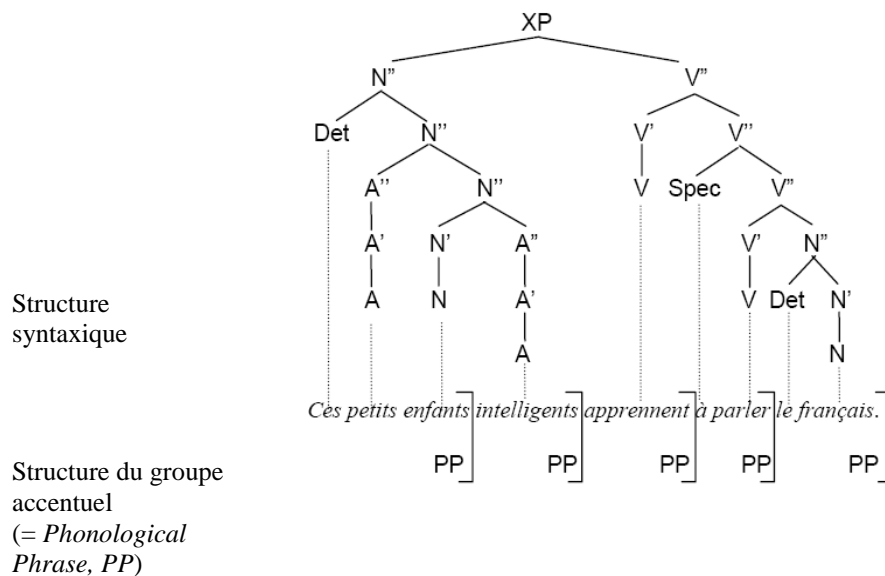 XP
N” V”
Det N’’ V’ V’’
A’’ N’’ V Spec V”
A’ N’ A” V’ N”
A N A’ V Det N’
A N
Structure
syntaxique
Ces petits enfants intelligents apprennent à parler le français.
PP PP PP PP PP
Structure du groupe
accentuel
(= Phonological
Phrase, PP)